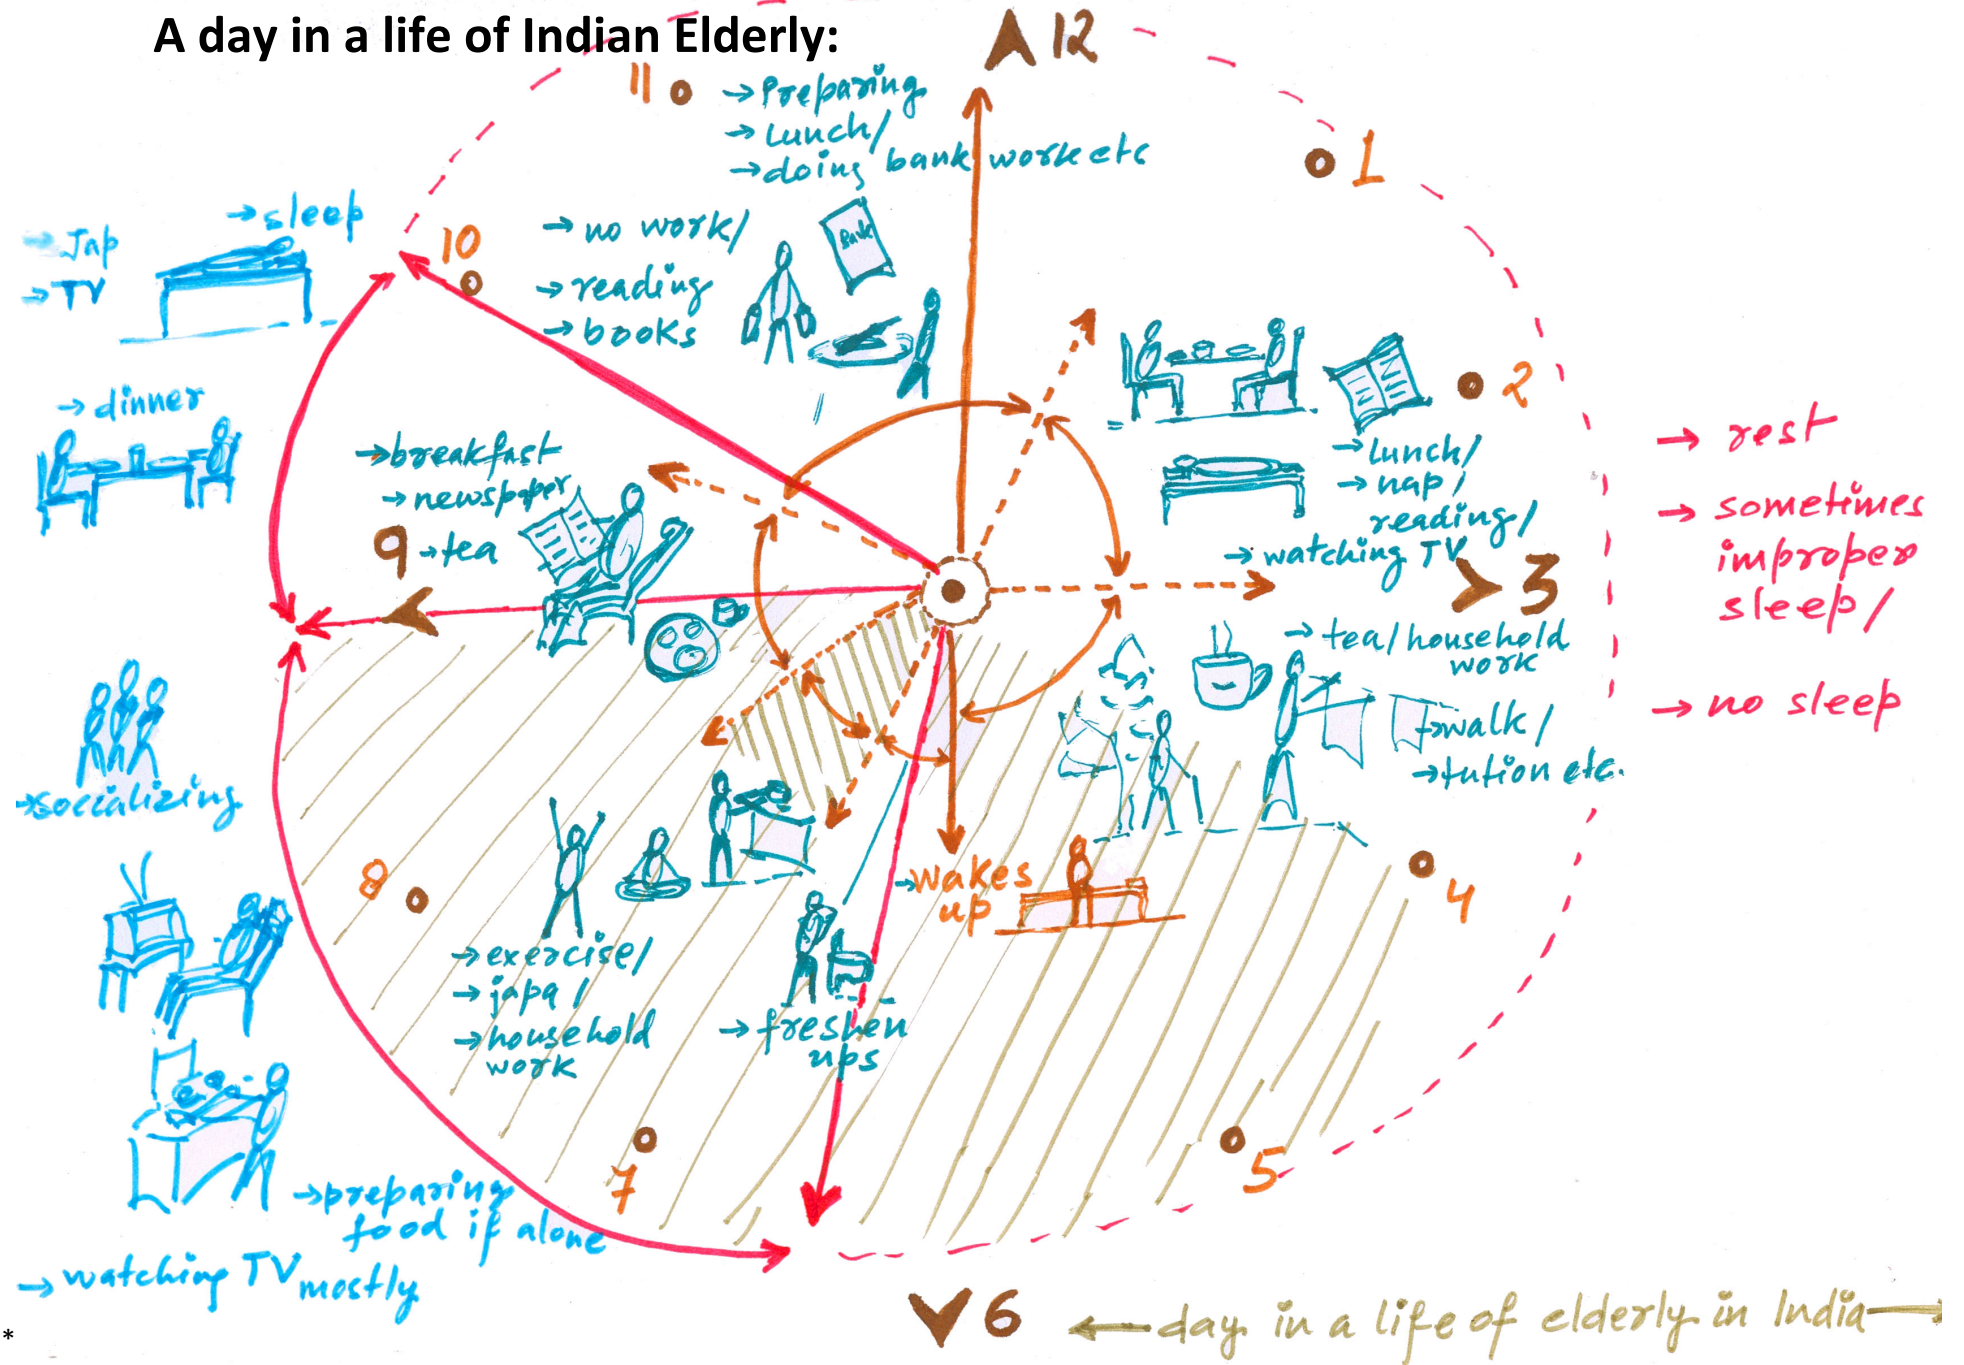 A day in a life of Indian Elderly:
12
11
→ Preparing
→ Lunch/
→ doing bank work etc
1
→ sleep
→ Jap
→ TV
10
→ no work/
→ reading
→ books
Bank
2
→ dinner
→ breakfast
→ newspaper
9 → tea
→ lunch/
→ nap/
reading/
→ watching TV
3
→ rest
→ sometimes
improper
sleep/
→ no sleep
→ tea/household
work
→ walk/
→ tution etc.
→ socializing
8
→ wakes
up
4
→ exercise/
→ japa/
→ household
work
→ freshen
ups
7
5
→ preparing
food if alone
→ watching TV mostly
6
← day in a life of elderly in India →
*